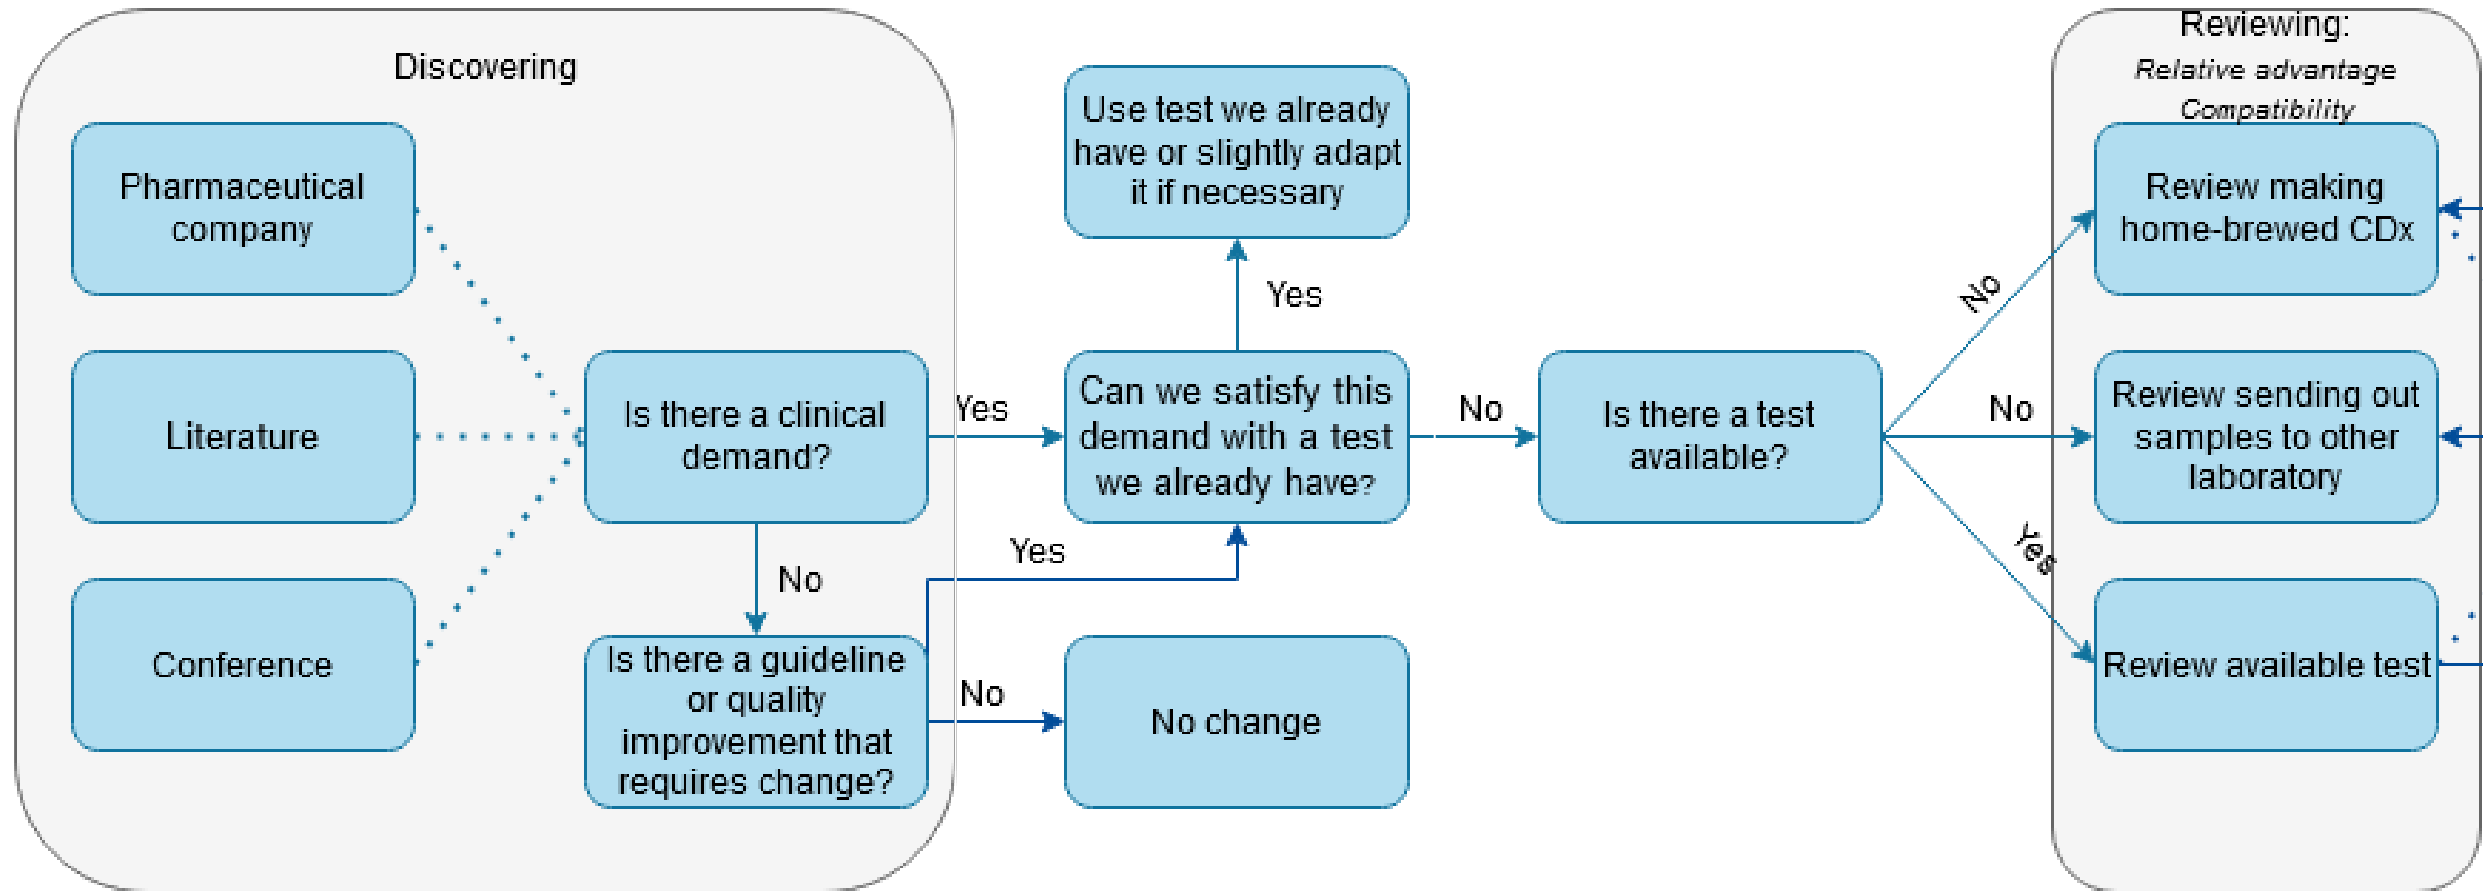 Discovering
Pharmaceutical
company
Literature
Conference
Is there a clinical
demand?
No
Is there a guideline
or quality
improvement that
requires change?
Yes
Yes
No
Use test we already
have or slightly adapt
it if necessary
Yes
Can we satisfy this
demand with a test
we already have?
No change
No
Is there a test
available?
No
No
Yes
Reviewing:
Relative advantage
Compatibility
Review making
home-brewed CDx
Review sending out
samples to other
laboratory
Review available test